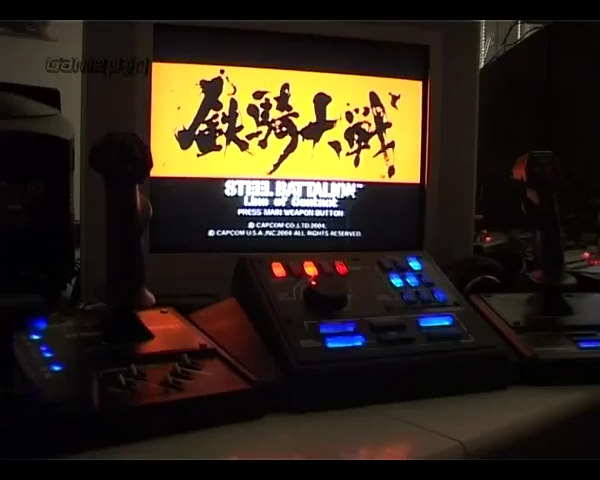 鉄騎大戦
STEEL BATTALION™
Line of Contact
PRESS MAIN WEAPON BUTTON
© CAPCOM CO.,LTD.2004,
© CAPCOM U.S.A.,INC.2004 ALL RIGHTS RESERVED.